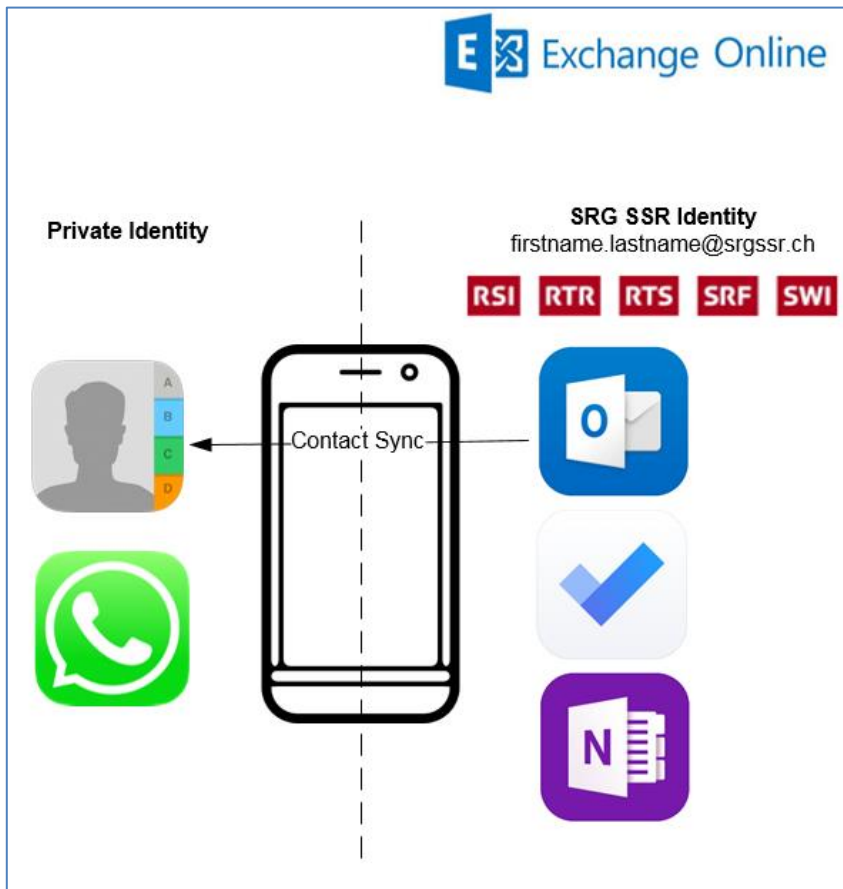 E Exchange Online
Private Identity
SRG SSR Identity
firstname.lastname@srgssr.ch
RSI RTR RTS SRF SWI
A
B
C
D
Contact Sync
O
N